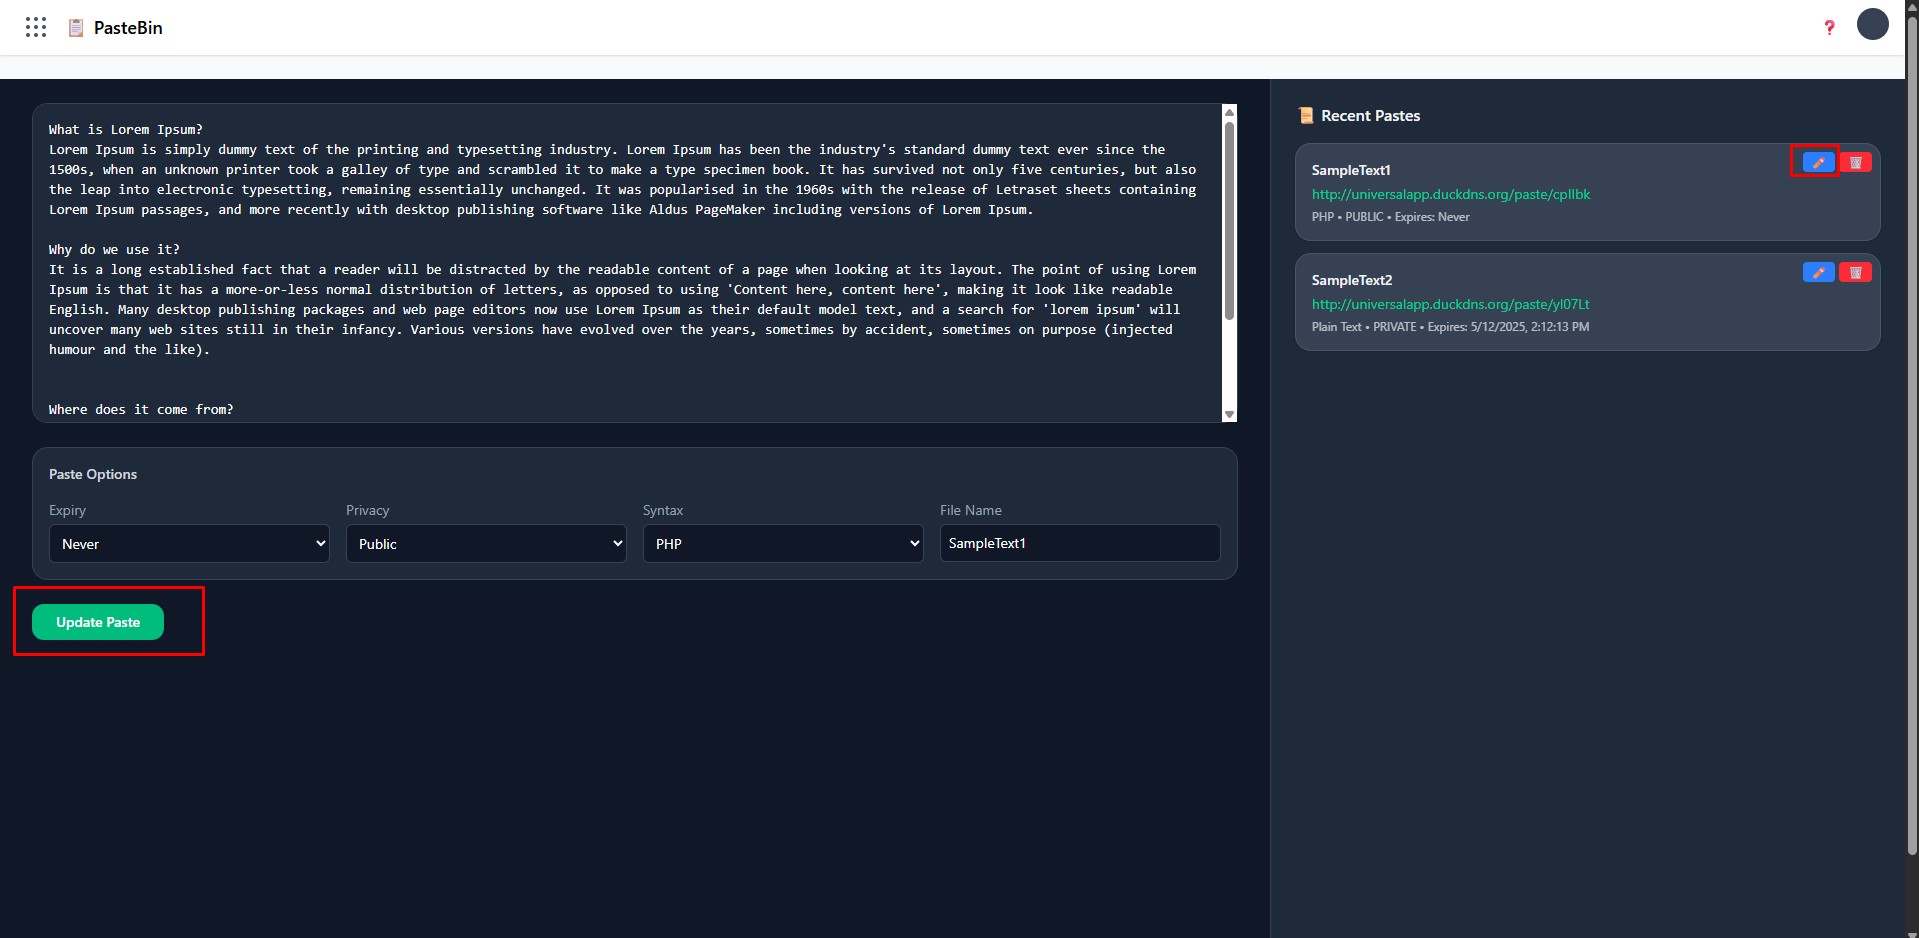 PasteBin
What is Lorem Ipsum?
Lorem Ipsum is simply dummy text of the printing and typesetting industry. Lorem Ipsum has been the industry's standard dummy text ever since the
1500s, when an unknown printer took a galley of type and scrambled it to make a type specimen book. It has survived not only five centuries, but also
the leap into electronic typesetting, remaining essentially unchanged. It was popularised in the 1960s with the release of Letraset sheets containing
Lorem Ipsum passages, and more recently with desktop publishing software like Aldus PageMaker including versions of Lorem Ipsum.
Why do we use it?
It is a long established fact that a reader will be distracted by the readable content of a page when looking at its layout. The point of using Lorem
Ipsum is that it has a more-or-less normal distribution of letters, as opposed to using 'Content here, content here', making it look like readable
English. Many desktop publishing packages and web page editors now use Lorem Ipsum as their default model text, and a search for 'lorem ipsum' will
uncover many web sites still in their infancy. Various versions have evolved over the years, sometimes by accident, sometimes on purpose (injected
humour and the like).
Where does it come from?
Paste Options
Expiry
Privacy
Syntax
File Name
Never
Public
PHP
SampleText1
Update Paste
Recent Pastes
SampleText1
http://universalapp.duckdns.org/paste/cpIlbk
PHP • PUBLIC • Expires: Never
SampleText2
http://universalapp.duckdns.org/paste/yl07Lt
Plain Text • PRIVATE • Expires: 5/12/2025, 2:12:13 PM